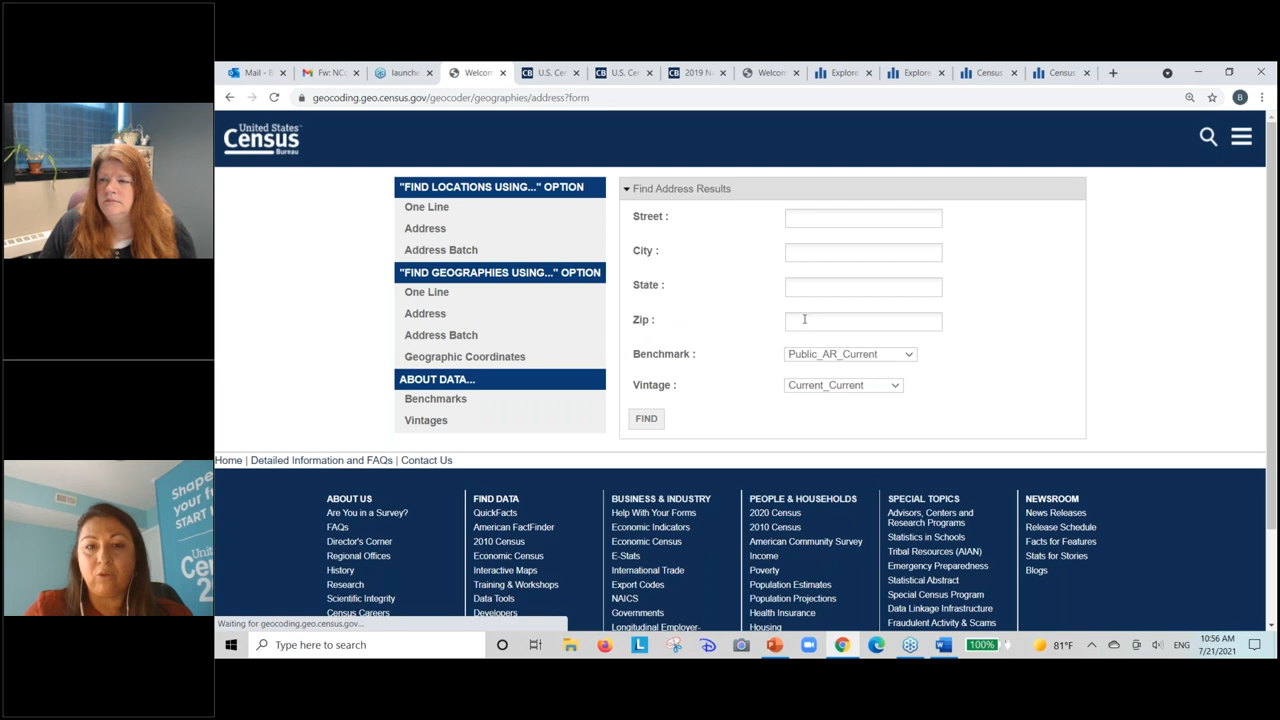 Mail - B
Fw: NC
launche
Welcom
U.S. Ce
U.S. Ce
2019 N
Welcom
Explore
Explore
Census
Census
geocoding.geo.census.gov/geocoder/geographies/address?form
B
United States
Census
Bureau
"FIND LOCATIONS USING..." OPTION
One Line
Address
Address Batch
"FIND GEOGRAPHIES USING..." OPTION
One Line
Address
Address Batch
Geographic Coordinates
ABOUT DATA...
Benchmarks
Vintages
Find Address Results
Street :
City :
State :
Zip :
Benchmark : Public_AR_Current
Vintage : Current_Current
FIND
Home | Detailed Information and FAQs | Contact Us
ABOUT US
Are You in a Survey?
FAQs
Director's Corner
Regional Offices
History
Research
Scientific Integrity
Census Careers
FIND DATA
QuickFacts
American FactFinder
2010 Census
Economic Census
Interactive Maps
Training & Workshops
Data Tools
Developers
BUSINESS & INDUSTRY
Help With Your Forms
Economic Indicators
Economic Census
E-Stats
International Trade
Export Codes
NAICS
Governments
Longitudinal Employer-
PEOPLE & HOUSEHOLDS
2020 Census
2010 Census
American Community Survey
Income
Poverty
Population Estimates
Population Projections
Health Insurance
Housing
SPECIAL TOPICS
Advisors, Centers and
Research Programs
Statistics in Schools
Tribal Resources (AIAN)
Emergency Preparedness
Statistical Abstract
Special Census Program
Data Linkage Infrastructure
Fraudulent Activity & Scams
NEWSROOM
News Releases
Release Schedule
Facts for Features
Stats for Stories
Blogs
Waiting for geocoding.geo.census.gov...
Type here to search
100%
81°F
ENG
10:56 AM
7/21/2021
Shape
your fu
START